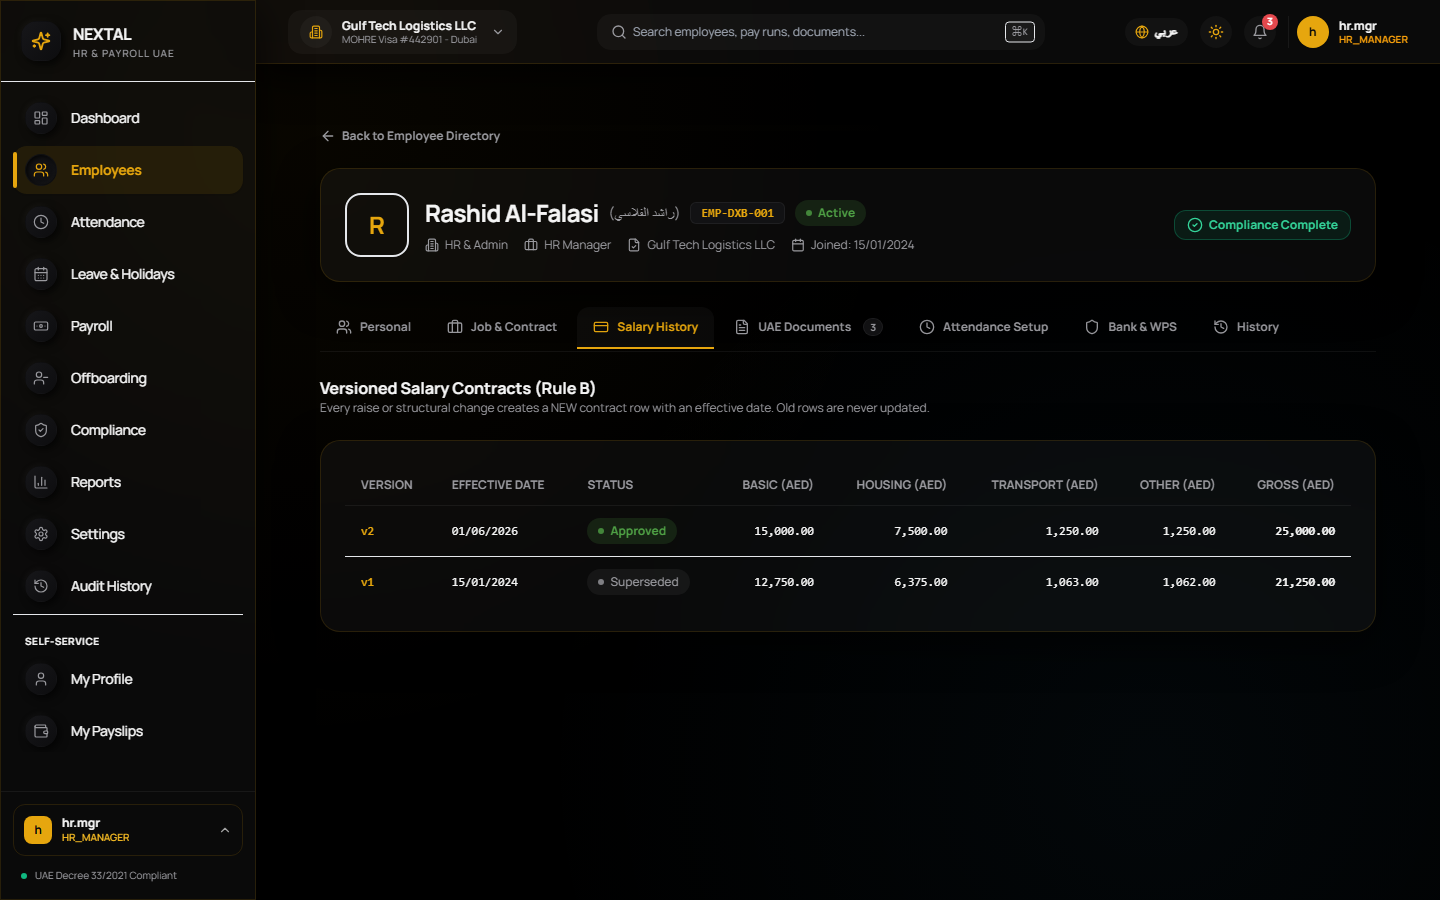 NEXTAL
HR & PAYROLL UAE
Gulf Tech Logistics LLC
MOHRE Visa #442901 - Dubai
Search employees, pay runs, documents...
⌘K
عربي
3
h
hr.mgr
HR_MANAGER
Dashboard
Employees
Attendance
Leave & Holidays
Payroll
Offboarding
Compliance
Reports
Settings
Audit History
SELF-SERVICE
My Profile
My Payslips
h
hr.mgr
HR_MANAGER
UAE Decree 33/2021 Compliant
Back to Employee Directory
R
Rashid Al-Falasi (راشد الفلاسي) EMP-DXB-001 Active
HR & Admin HR Manager Gulf Tech Logistics LLC Joined: 15/01/2024
Compliance Complete
Personal Job & Contract Salary History UAE Documents 3 Attendance Setup Bank & WPS History
Versioned Salary Contracts (Rule B)
Every raise or structural change creates a NEW contract row with an effective date. Old rows are never updated.
VERSION EFFECTIVE DATE STATUS BASIC (AED) HOUSING (AED) TRANSPORT (AED) OTHER (AED) GROSS (AED)
v2 01/06/2026 Approved 15,000.00 7,500.00 1,250.00 1,250.00 25,000.00
v1 15/01/2024 Superseded 12,750.00 6,375.00 1,063.00 1,062.00 21,250.00